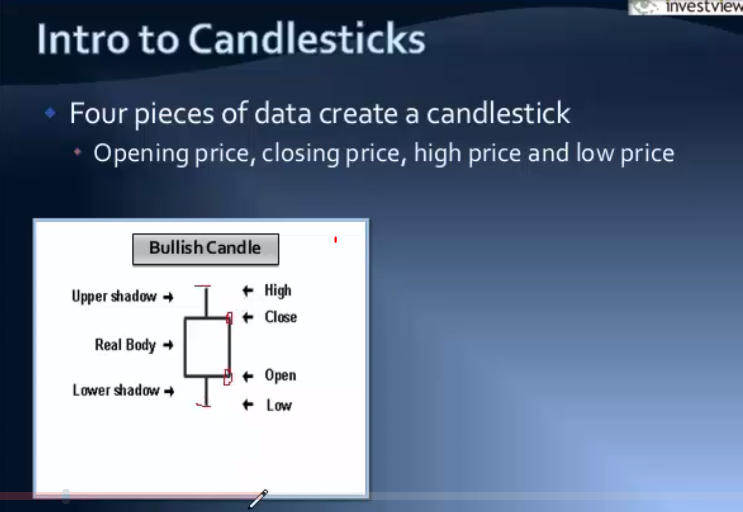 investview
Intro to Candlesticks
Four pieces of data create a candlestick
Opening price, closing price, high price and low price
Bullish Candle
Upper shadow
High
Close
Real Body
Open
Lower shadow
Low